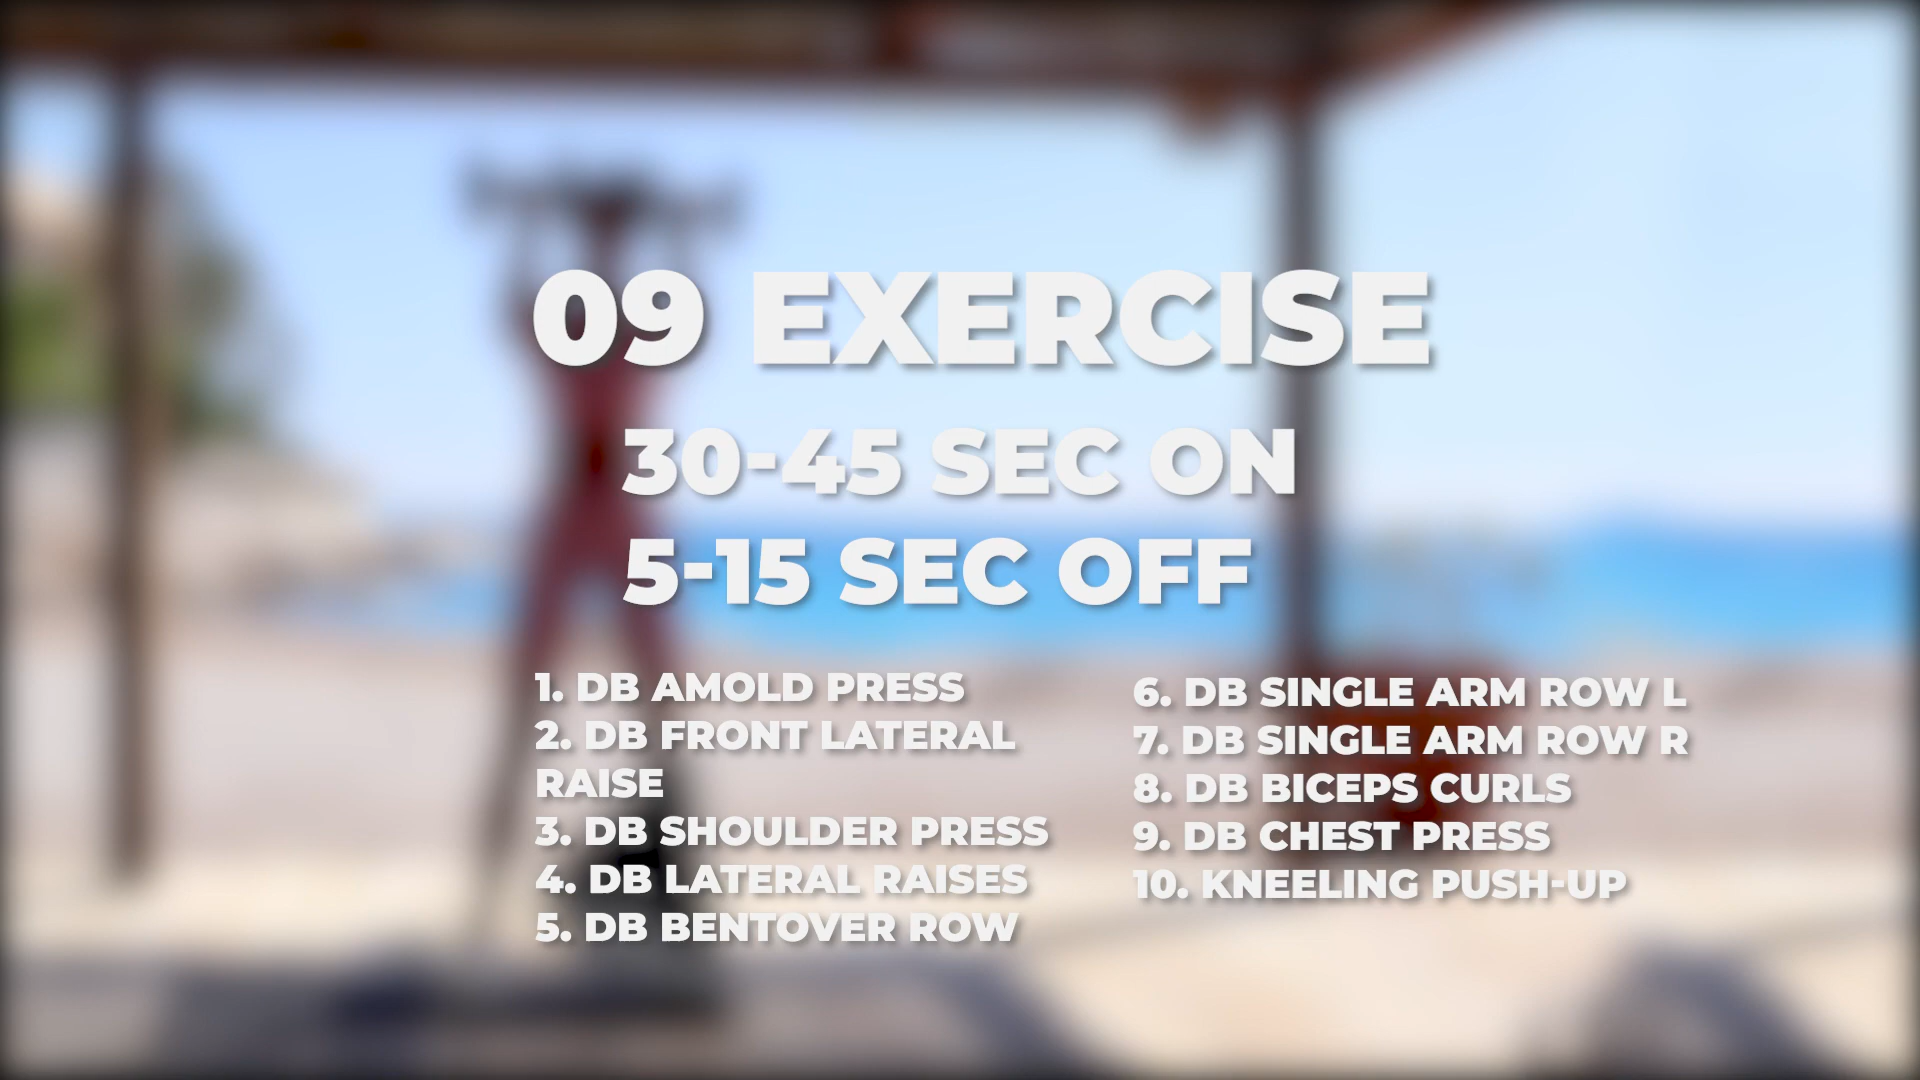 09 EXERCISE
30-45 SEC ON
5-15 SEC OFF
1. DB AMOLD PRESS
2. DB FRONT LATERAL
RAISE
3. DB SHOULDER PRESS
4. DB LATERAL RAISES
5. DB BENTOVER ROW
6. DB SINGLE ARM ROW L
7. DB SINGLE ARM ROW R
8. DB BICEPS CURLS
9. DB CHEST PRESS
10. KNEELING PUSH-UP